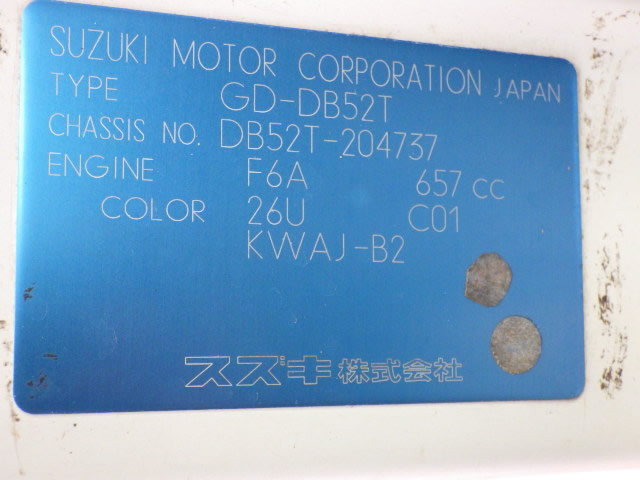 SUZUKI MOTOR CORPORATION JAPAN
TYPE GD-DB52T
CHASSIS NO. DB52T-204737
ENGINE F6A 657 cc
COLOR 26U C01
KWAJ-B2
スズキ株式会社